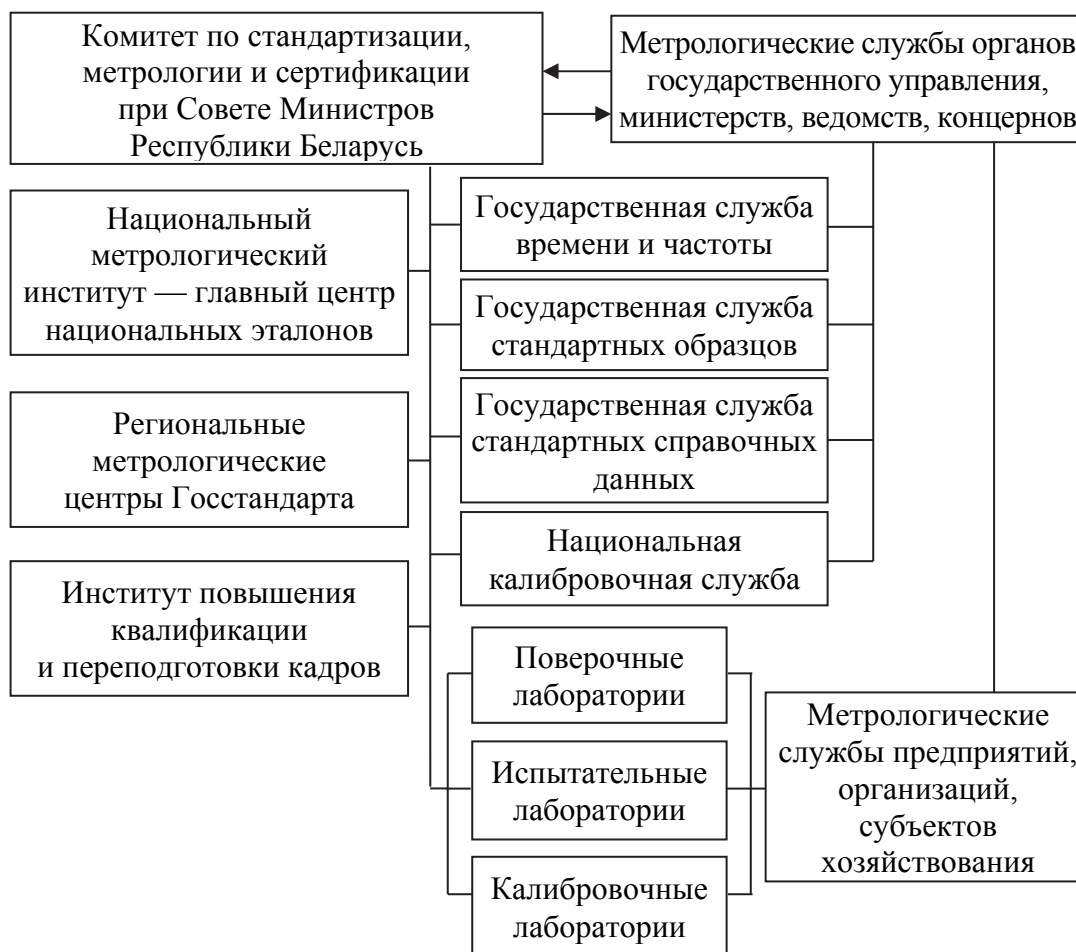 Комитет по стандартизации,
метрологии и сертификации
при Совете Министров
Республики Беларусь
Метрологические службы органов
государственного управления,
министерств, ведомств, концернов
Национальный
метрологический
институт — главный центр
национальных эталонов
Государственная служба
времени и частоты
Государственная служба
стандартных образцов
Региональные
метрологические
центры Госстандарта
Государственная служба
стандартных справочных
данных
Национальная
калибровочная служба
Институт повышения
квалификации
и переподготовки кадров
Поверочные
лаборатории
Испытательные
лаборатории
Калибровочные
лаборатории
Метрологические
службы предприятий,
организаций,
субъектов
хозяйствования